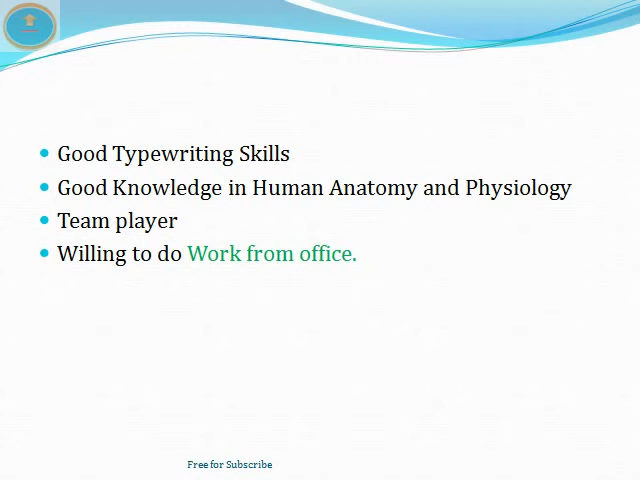 Good Typewriting Skills
Good Knowledge in Human Anatomy and Physiology
Team player
Willing to do Work from office.
Free for Subscribe